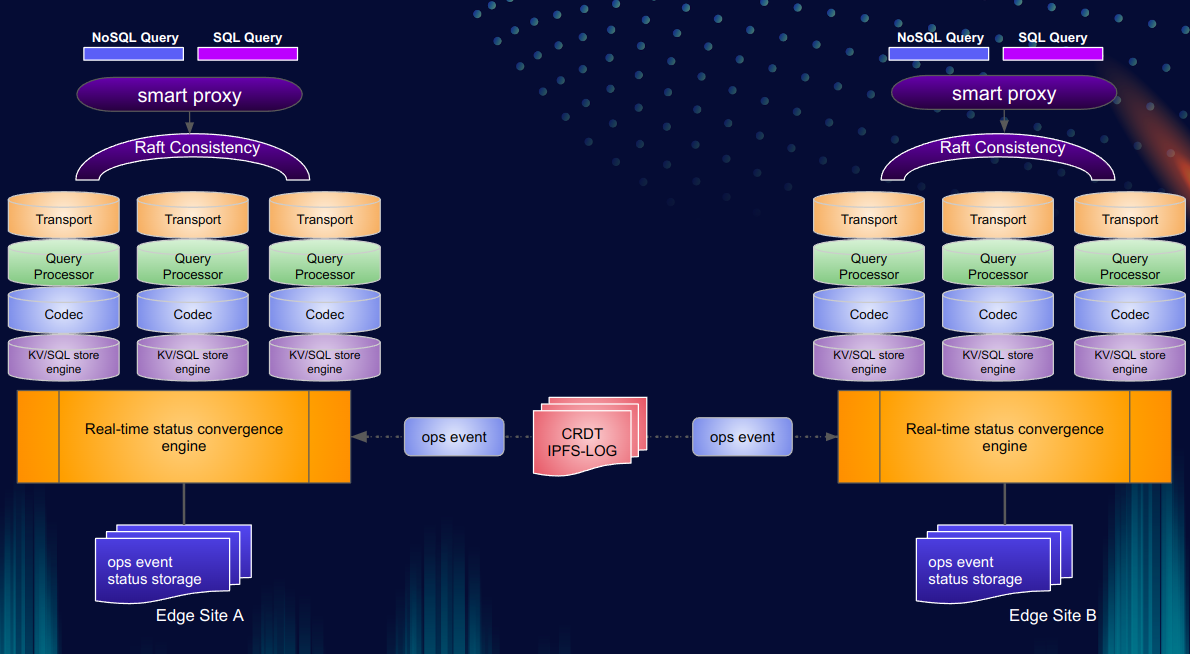 NoSQL Query
SQL Query
smart proxy
Raft Consistency
Transport
Transport
Transport
Query
Processor
Query
Processor
Query
Processor
Codec
Codec
Codec
KV/SQL store
engine
KV/SQL store
engine
KV/SQL store
engine
Real-time status convergence
engine
ops event
status storage
Edge Site A
ops event
CRDT
IPFS-LOG
ops event
NoSQL Query
SQL Query
smart proxy
Raft Consistency
Transport
Transport
Transport
Query
Processor
Query
Processor
Query
Processor
Codec
Codec
Codec
KV/SQL store
engine
KV/SQL store
engine
KV/SQL store
engine
Real-time status convergence
engine
ops event
status storage
Edge Site B